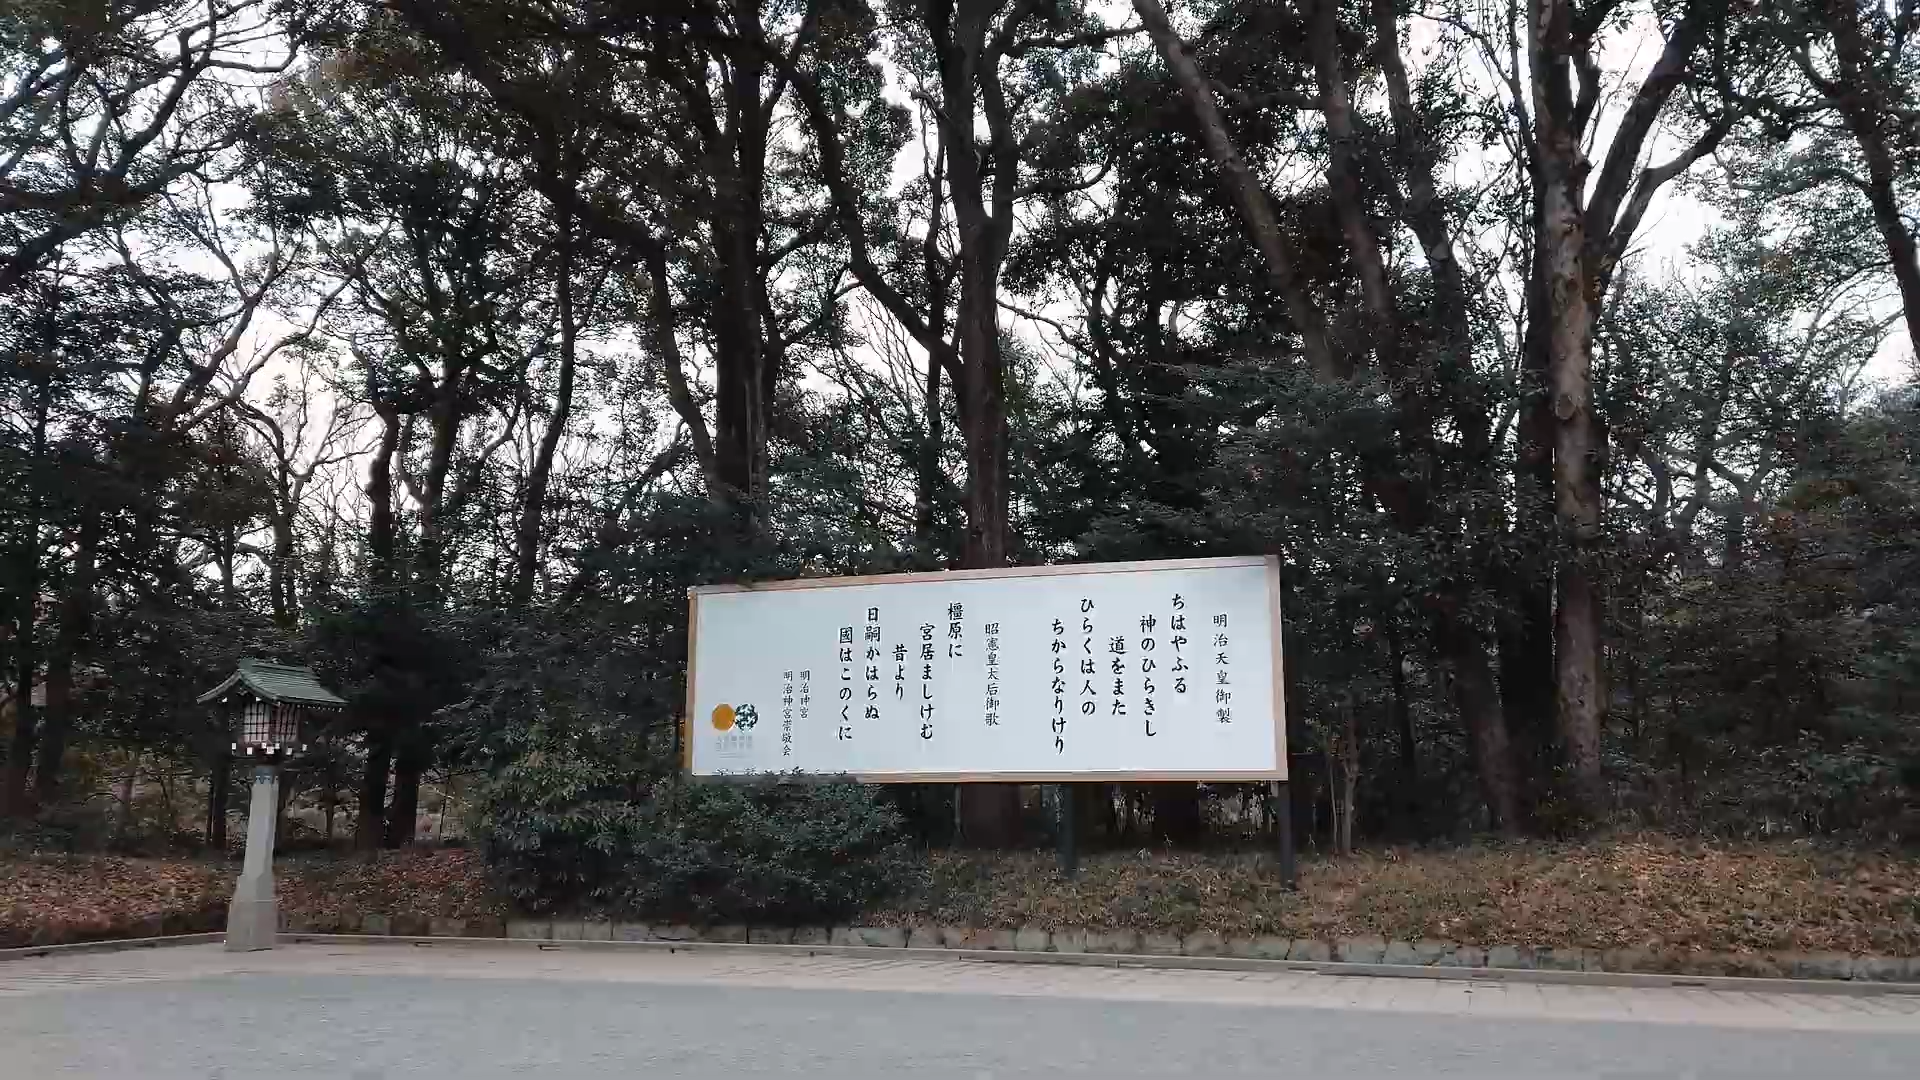 明治天皇御製
ちはやふる
神のひらきし
道をまた
ひらくは人の
ちからなりけり
昭憲皇太后御歌
橿原に
宮居ましけむ
昔より
日嗣かはらぬ
國はこのくに
明治神宮
明治神宮崇敬会